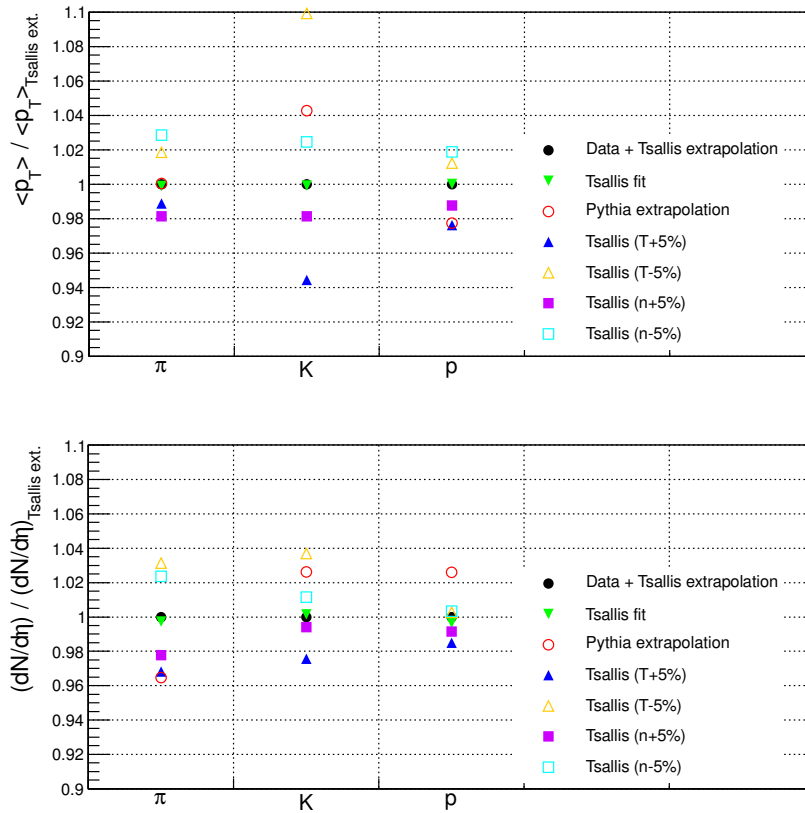 <p_T> / <p_T>_Tsallis ext.
1.1
1.08
1.06
1.04
1.02
1
0.98
0.96
0.94
0.92
0.9
π K p
Data + Tsallis extrapolation
Tsallis fit
Pythia extrapolation
Tsallis (T+5%)
Tsallis (T-5%)
Tsallis (n+5%)
Tsallis (n-5%)
(dN/dη) / (dN/dη)_Tsallis ext.
1.1
1.08
1.06
1.04
1.02
1
0.98
0.96
0.94
0.92
0.9
π K p
Data + Tsallis extrapolation
Tsallis fit
Pythia extrapolation
Tsallis (T+5%)
Tsallis (T-5%)
Tsallis (n+5%)
Tsallis (n-5%)